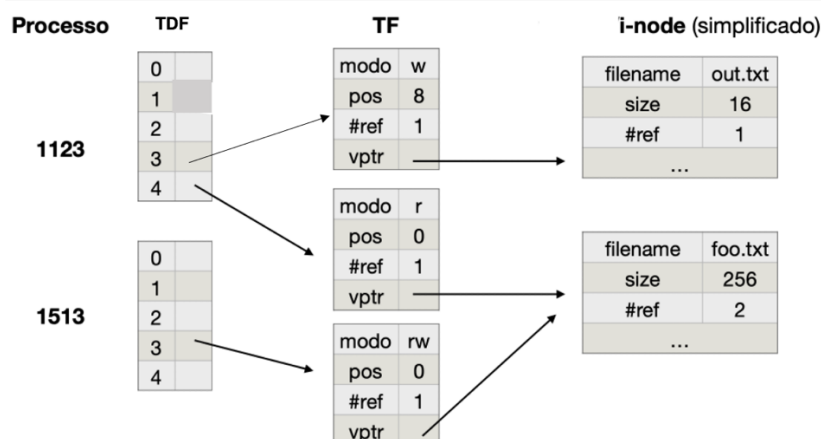 Processo TDF TF i-node (simplificado)
1123
0
1
2
3
4
modo w
pos 8
#ref 1
vptr
filename out.txt
size 16
#ref 1
...
modo r
pos 0
#ref 1
vptr
1513
0
1
2
3
4
filename foo.txt
size 256
#ref 2
...
modo rw
pos 0
#ref 1
vptr